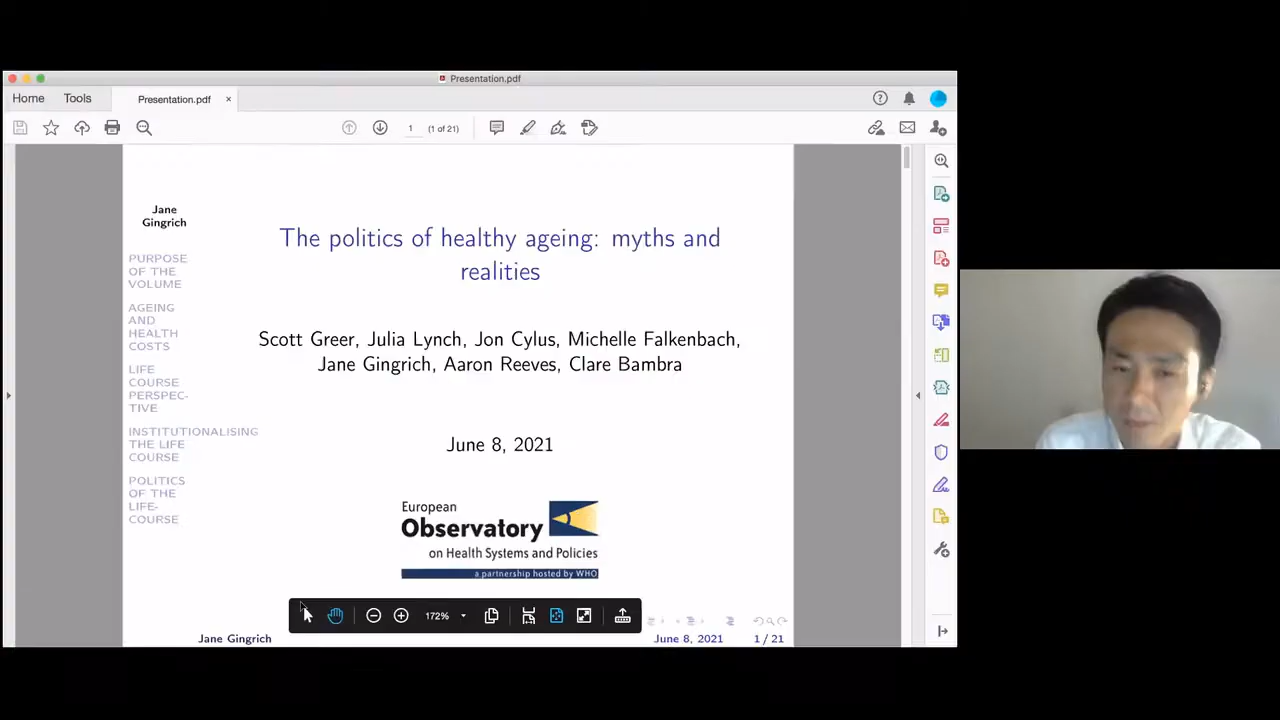 Presentation.pdf
Home
Tools
Presentation.pdf
×
?
1
(1 of 21)
Jane
Gingrich
PURPOSE
OF THE
VOLUME
AGEING
AND
HEALTH
COSTS
LIFE
COURSE
PERSPEC-
TIVE
INSTITUTIONALISING
THE LIFE
COURSE
POLITICS
OF THE
LIFE-
COURSE
The politics of healthy ageing: myths and
realities
Scott Greer, Julia Lynch, Jon Cylus, Michelle Falkenbach,
Jane Gingrich, Aaron Reeves, Clare Bambra
June 8, 2021
European
Observatory
on Health Systems and Policies
a partnership hosted by WHO
172%
Jane Gingrich
June 8, 2021
1 / 21